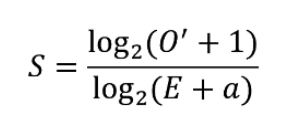 S = log₂(O′ + 1) / log₂(E + a)